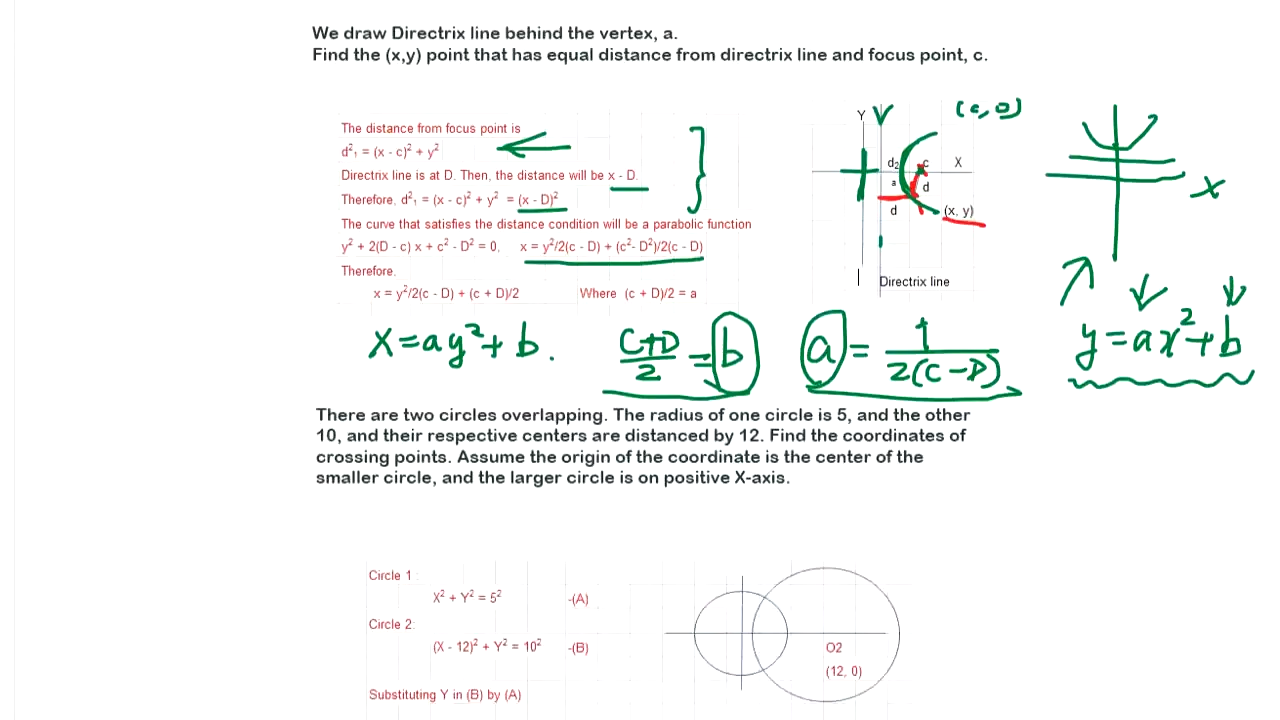 We draw Directrix line behind the vertex, a.
Find the (x,y) point that has equal distance from directrix line and focus point, c.
The distance from focus point is
d²₁ = (x - c)² + y²
Directrix line is at D. Then, the distance will be x - D.
Therefore, d²₁ = (x - c)² + y² = (x - D)²
The curve that satisfies the distance condition will be a parabolic function
y² + 2(D - c) x + c² - D² = 0, x = y²/2(c - D) + (c²- D²)/2(c - D)
Therefore.
x = y²/2(c - D) + (c + D)/2 Where (c + D)/2 = a
Y
(c, 0)
d₂
c
X
a
d
d
(x, y)
Directrix line
X
x = ay² + b.
C+D/2 = b
a = 1/2(C-D)
y = ax² + b
There are two circles overlapping. The radius of one circle is 5, and the other
10, and their respective centers are distanced by 12. Find the coordinates of
crossing points. Assume the origin of the coordinate is the center of the
smaller circle, and the larger circle is on positive X-axis.
Circle 1:
X² + Y² = 5² -(A)
Circle 2:
(X - 12)² + Y² = 10² -(B)
Substituting Y in (B) by (A)
O2
(12, 0)